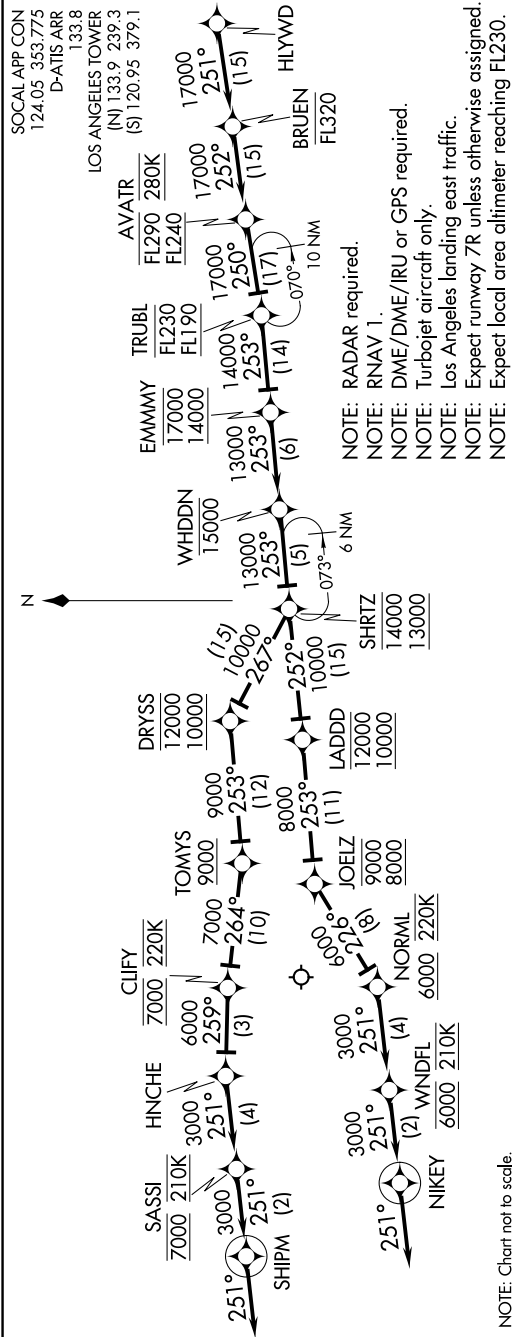 SOCAL APP CON
124.05 353.775
D-ATIS ARR
133.8
LOS ANGELES TOWER
(N) 133.9 239.3
(S) 120.95 379.1
N
HLYWD
17000
251°
(15)
BRUEN
FL320
17000
252°
(15)
AVATR
FL290 280K
FL240
17000
250°
(17)
070°
10 NM
TRUBL
FL230
FL190
14000
253°
(14)
EMMMY
17000
14000
13000
253°
(6)
WHDDN
15000
13000
253°
(5)
073°
6 NM
SHRTZ
14000
13000
(15)
10000
267°
DRYSS
12000
10000
9000
253°
(12)
TOMYS
9000
7000
264°
(10)
CLIFY
7000 220K
6000
259°
(3)
HNCHE
3000
251°
(4)
SASSI
7000 210K
3000
251°
(2)
SHIPM
251°
252°
10000
(15)
LADDD
12000
10000
8000
253°
(11)
JOELZ
9000
8000
6000
226°
(8)
NORML
6000 220K
3000
251°
(4)
WNDFL
6000 210K
3000
251°
(2)
NIKEY
251°
NOTE: RADAR required.
NOTE: RNAV 1.
NOTE: DME/DME/IRU or GPS required.
NOTE: Turbojet aircraft only.
NOTE: Los Angeles landing east traffic.
NOTE: Expect runway 7R unless otherwise assigned.
NOTE: Expect local area altimeter reaching FL230.
NOTE: Chart not to scale.